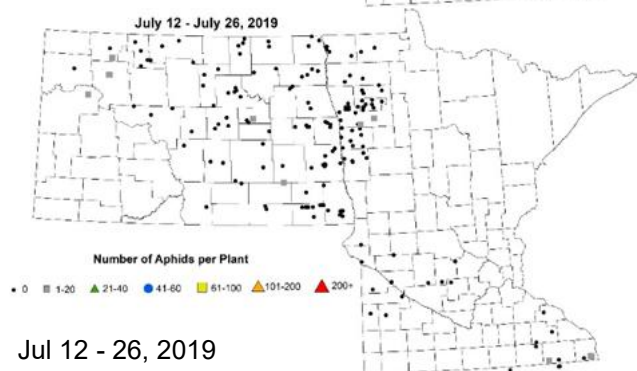 July 12 - July 26, 2019
Number of Aphids per Plant
0 1-20 21-40 41-60 61-100 101-200 200+
Jul 12 - 26, 2019